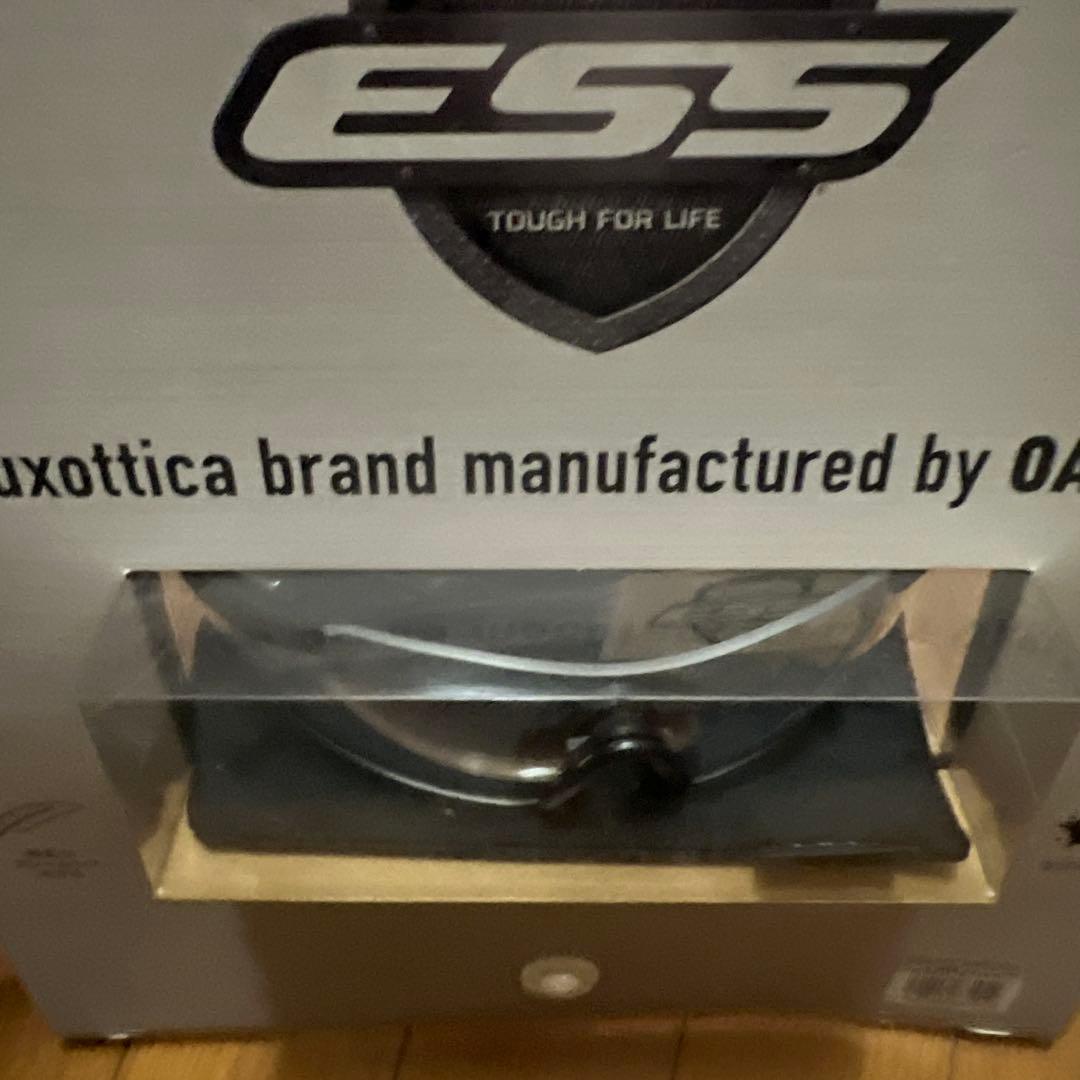 ESS
TOUGH FOR LIFE
uxottica brand manufactured by OA